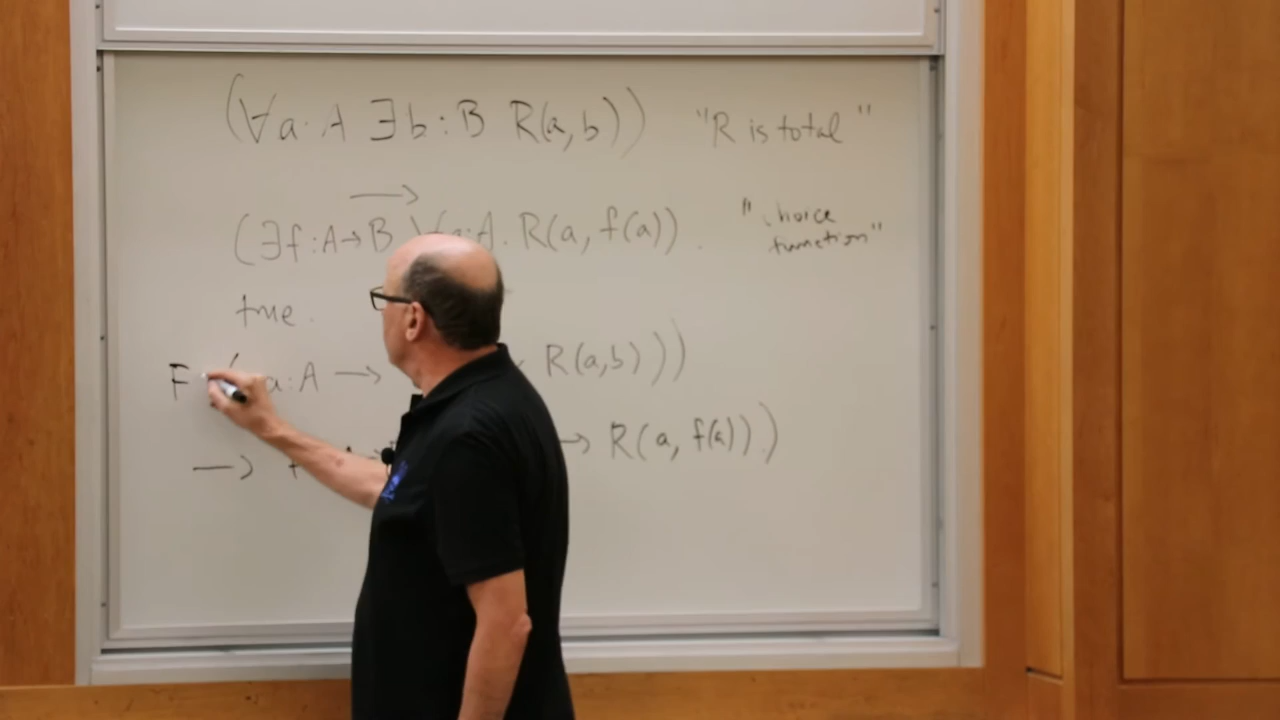 (∀a:A ∃b:B R(a,b)) "R is total"
→
(∃f:A→B ∀a:A. R(a, f(a)) . "choice
function"
true.
F (a:A → R(a,b)))
→ → R(a, f(a)))